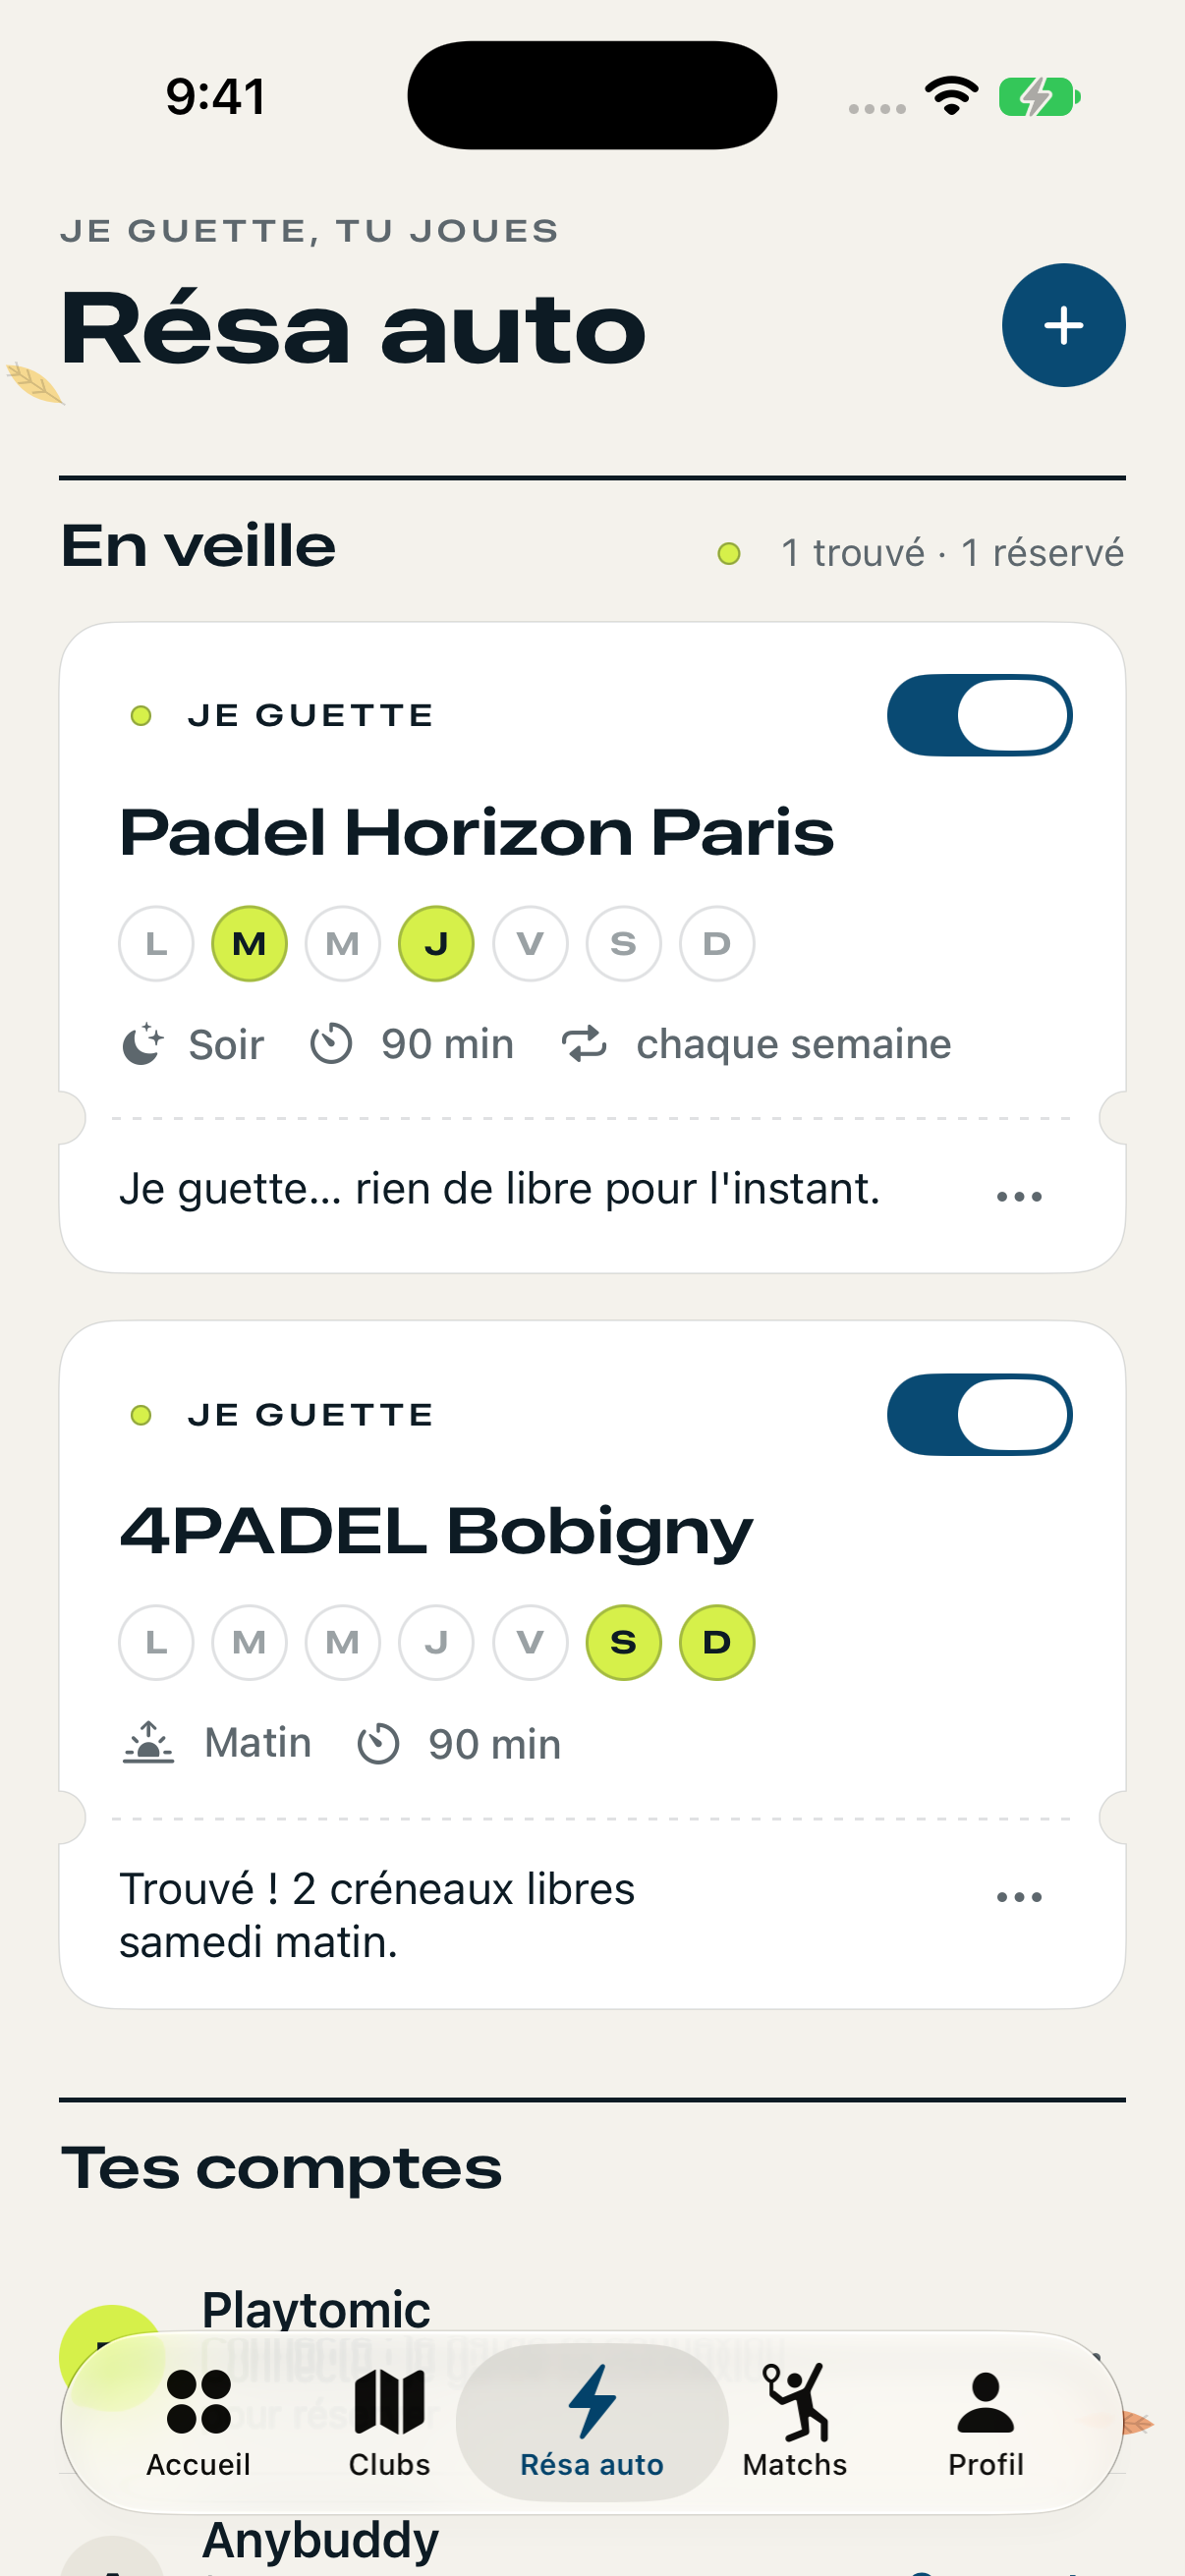 9:41
JE GUETTE, TU JOUES
Résa auto
En veille
1 trouvé · 1 réservé
JE GUETTE
Padel Horizon Paris
L M M J V S D
Soir 90 min chaque semaine
Je guette... rien de libre pour l'instant.
JE GUETTE
4PADEL Bobigny
L M M J V S D
Matin 90 min
Trouvé ! 2 créneaux libres
samedi matin.
Tes comptes
Playtomic
Accueil Clubs Résa auto Matchs Profil
Anybuddy